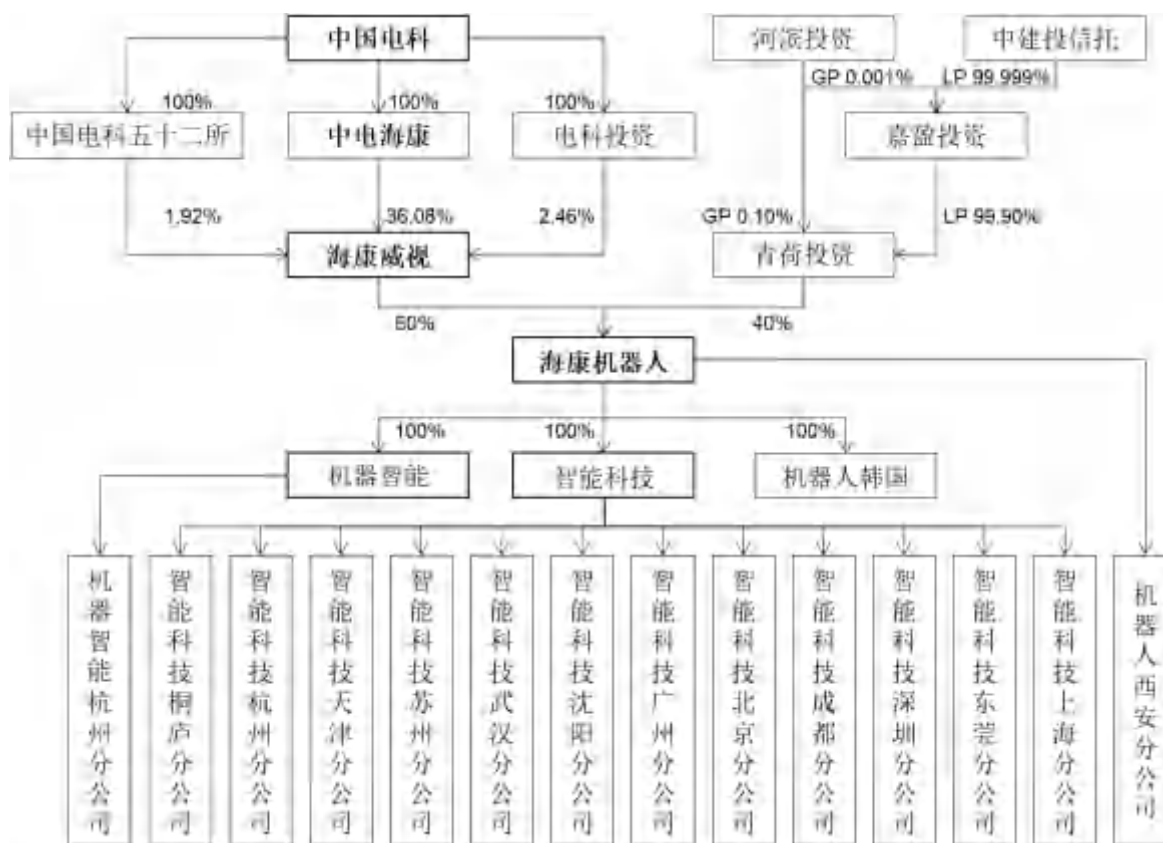 中国电科
河滨投资
中建投信托
GP 0.001%
LP 99.999%
100%
100%
100%
中国电科五十二所
中电海康
电科投资
嘉盈投资
1.92%
36.08%
2.46%
GP 0.10%
LP 99.90%
海康威视
青荷投资
60%
40%
海康机器人
100%
100%
100%
机器智能
智能科技
机器人韩国
机器智能杭州分公司
智能科技桐庐分公司
智能科技杭州分公司
智能科技天津分公司
智能科技苏州分公司
智能科技武汉分公司
智能科技沈阳分公司
智能科技广州分公司
智能科技北京分公司
智能科技成都分公司
智能科技深圳分公司
智能科技东莞分公司
智能科技上海分公司
机器人西安分公司